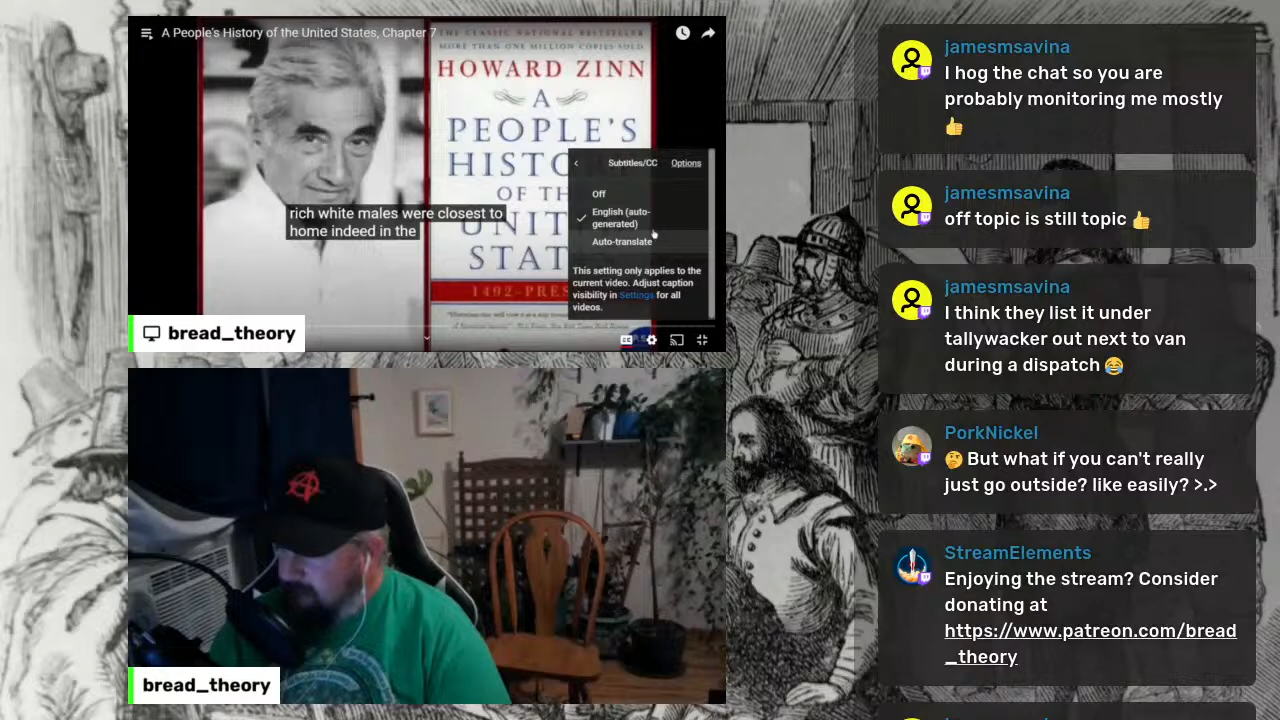 A People's History of the United States, Chapter 7
THE CLASSIC NATIONAL BESTSELLER
MORE THAN ONE MILLION COPIES SOLD
HOWARD ZINN
A
PEOPLE'S
HISTO
OF TH
UNIT
STAT
1492-PRES
rich white males were closest to
home indeed in the
Subtitles/CC
Options
Off
English (auto-
generated)
Auto-translate
This setting only applies to the
current video. Adjust caption
visibility in Settings for all
videos.
bread_theory
bread_theory
jamesmsavina
I hog the chat so you are
probably monitoring me mostly
👍
jamesmsavina
off topic is still topic 👍
jamesmsavina
I think they list it under
tallywacker out next to van
during a dispatch 😂
PorkNickel
🤔 But what if you can't really
just go outside? like easily? >.>
StreamElements
Enjoying the stream? Consider
donating at
https://www.patreon.com/bread
_theory